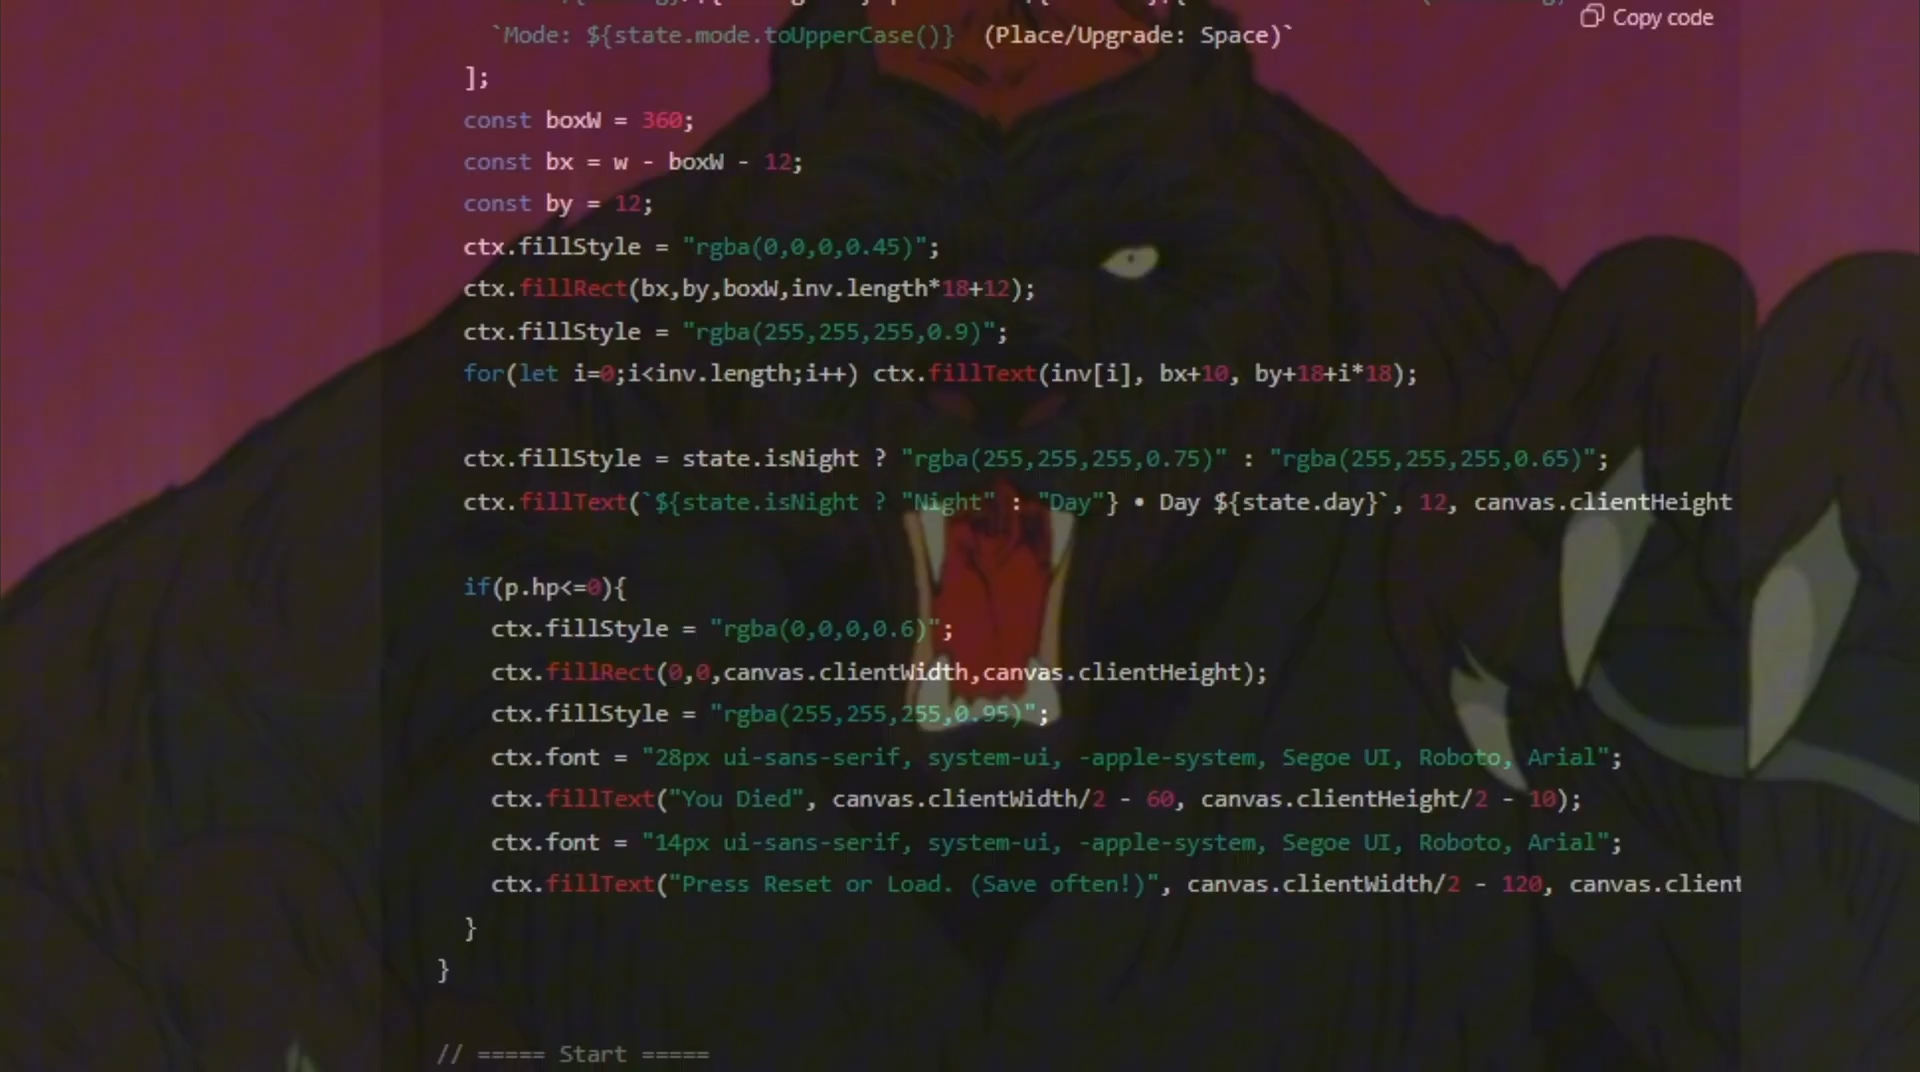 Copy code
`Mode: ${state.mode.toUpperCase()}  (Place/Upgrade: Space)`
];
const boxW = 360;
const bx = w - boxW - 12;
const by = 12;
ctx.fillStyle = "rgba(0,0,0,0.45)";
ctx.fillRect(bx,by,boxW,inv.length*18+12);
ctx.fillStyle = "rgba(255,255,255,0.9)";
for(let i=0;i<inv.length;i++) ctx.fillText(inv[i], bx+10, by+18+i*18);
ctx.fillStyle = state.isNight ? "rgba(255,255,255,0.75)" : "rgba(255,255,255,0.65)";
ctx.fillText(`${state.isNight ? "Night" : "Day"} • Day ${state.day}`, 12, canvas.clientHeight
if(p.hp<=0){
ctx.fillStyle = "rgba(0,0,0,0.6)";
ctx.fillRect(0,0,canvas.clientWidth,canvas.clientHeight);
ctx.fillStyle = "rgba(255,255,255,0.95)";
ctx.font = "28px ui-sans-serif, system-ui, -apple-system, Segoe UI, Roboto, Arial";
ctx.fillText("You Died", canvas.clientWidth/2 - 60, canvas.clientHeight/2 - 10);
ctx.font = "14px ui-sans-serif, system-ui, -apple-system, Segoe UI, Roboto, Arial";
ctx.fillText("Press Reset or Load. (Save often!)", canvas.clientWidth/2 - 120, canvas.client
}
}
// ===== Start =====